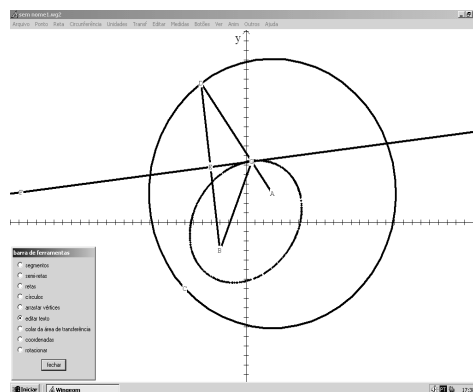 sem nome1.wg2
Arquivo Ponto Reta Circunferência Unidades Transf Editar Medidas Botões Ver Anim Outros Ajuda
y
A
B
C
barra de ferramentas
segmentos
semi-retas
retas
círculos
arrastar vértices
editar texto
colar da área de transferência
coordenadas
rotacionar
fechar
Iniciar
Wingeom